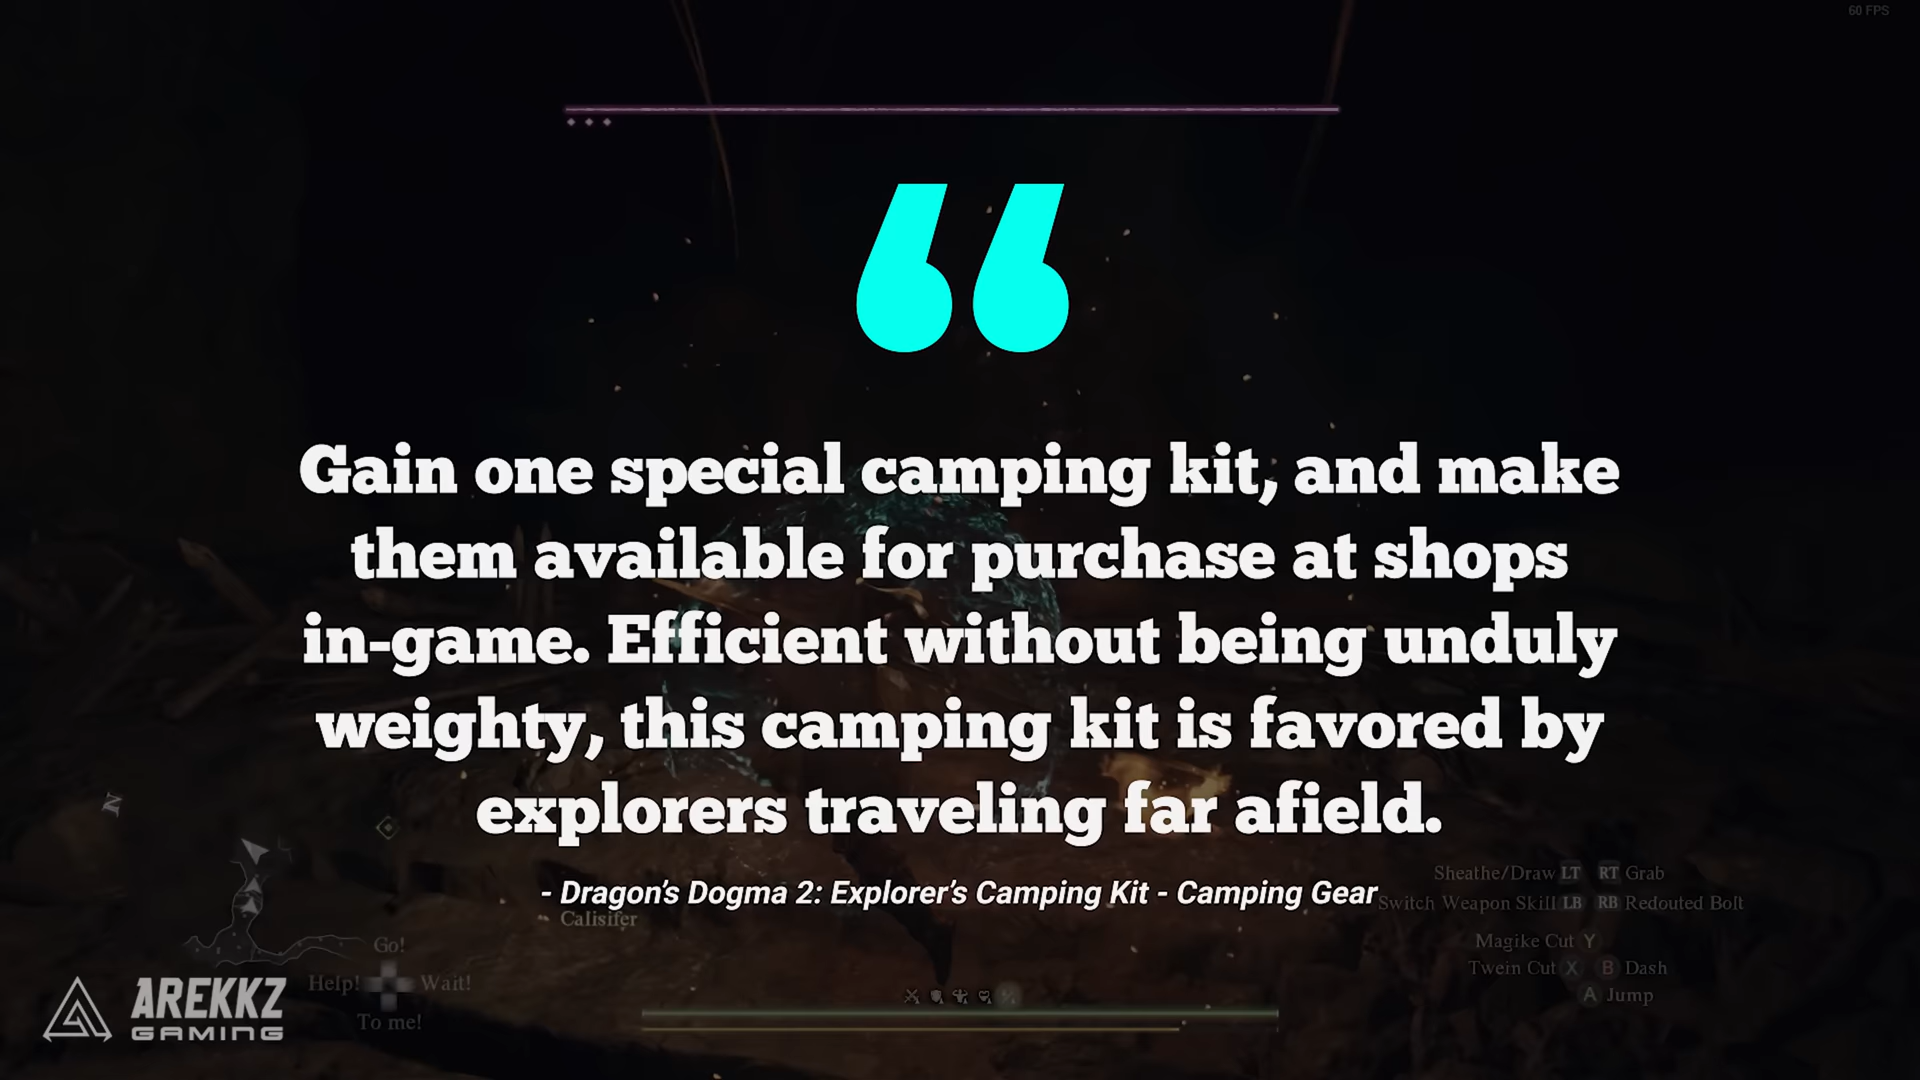 60 FPS
“
Gain one special camping kit, and make
them available for purchase at shops
in-game. Efficient without being unduly
weighty, this camping kit is favored by
explorers traveling far afield.
- Dragon's Dogma 2: Explorer's Camping Kit - Camping Gear
Calisifer
N
Go!
Help! Wait!
To me!
AREKKZ
GAMING
Sheathe/Draw LT RT Grab
Switch Weapon Skill LB RB Redouted Bolt
Magike Cut Y
Twein Cut X B Dash
A Jump